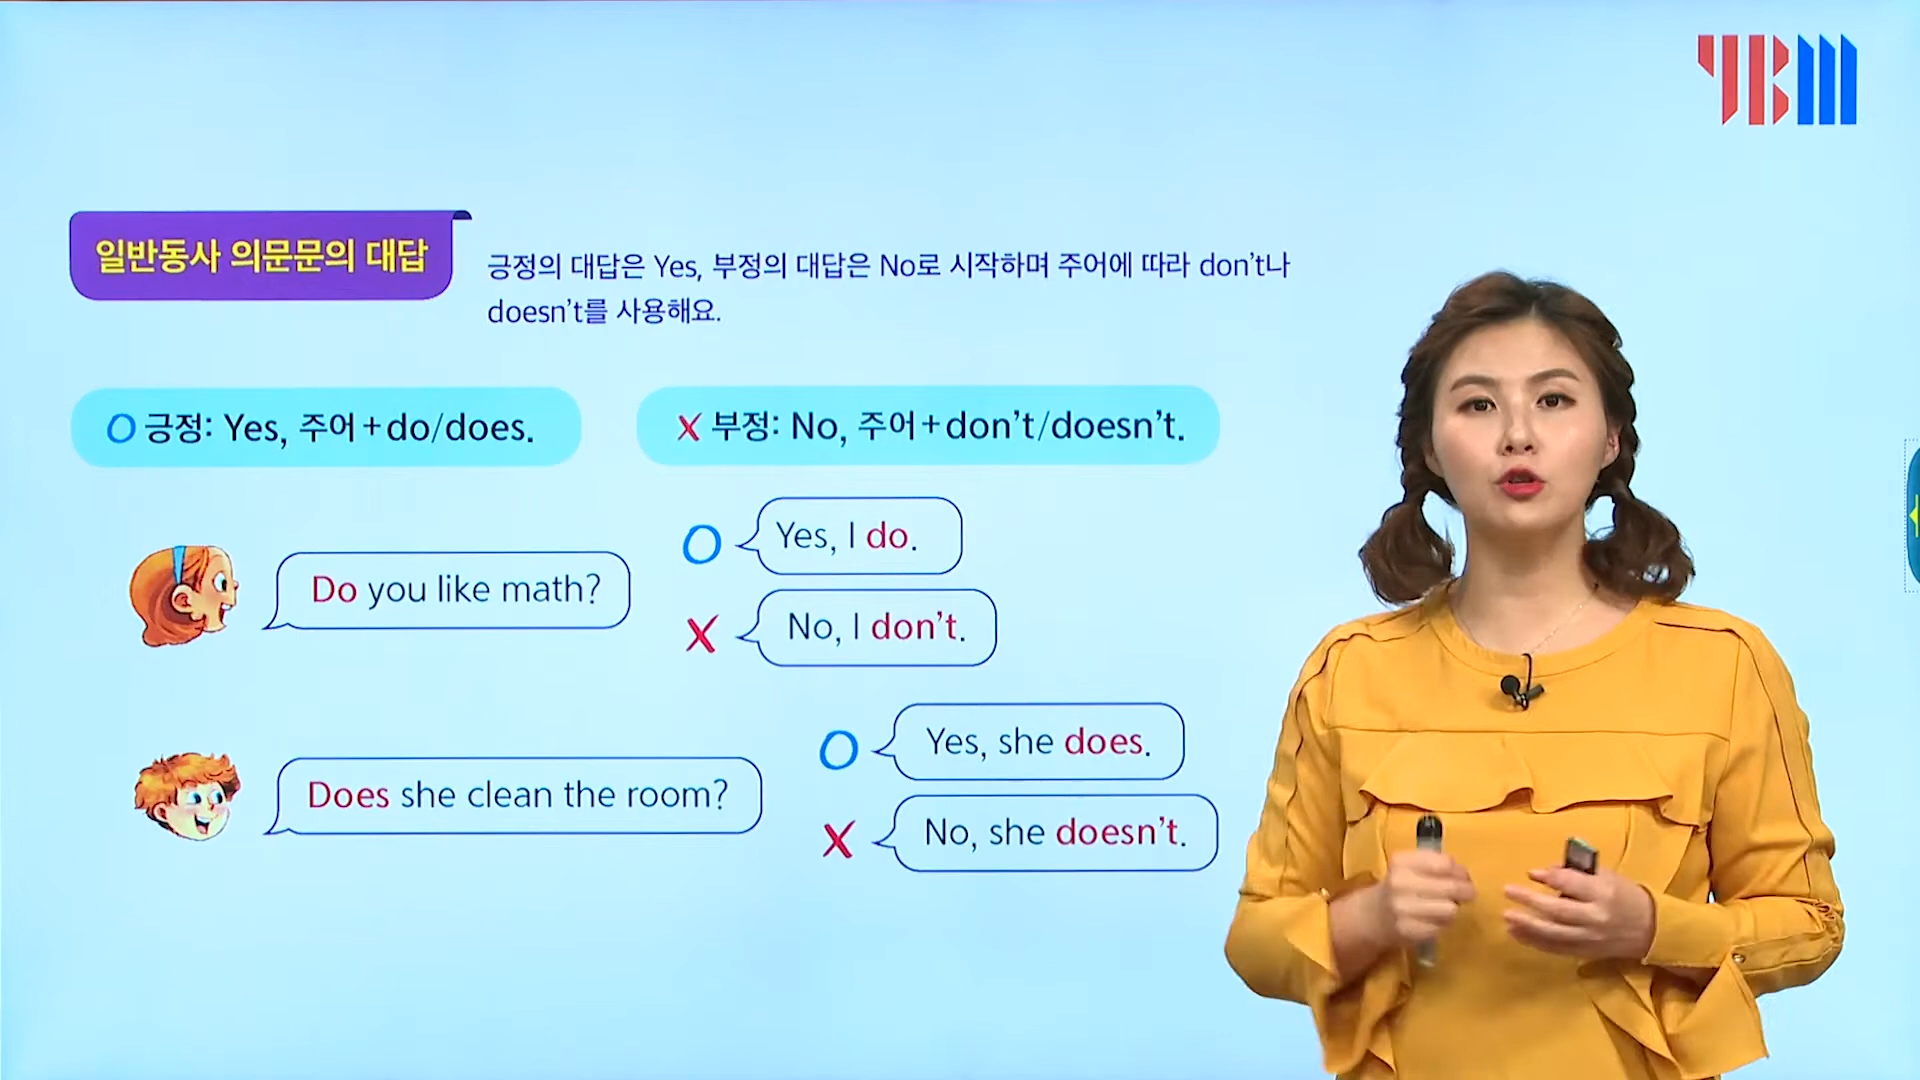 YBM
일반동사 의문문의 대답
긍정의 대답은 Yes, 부정의 대답은 No로 시작하며 주어에 따라 don't나
doesn't를 사용해요.
O 긍정: Yes, 주어+do/does.
X 부정: No, 주어+don't/doesn't.
Do you like math?
O Yes, I do.
X No, I don't.
Does she clean the room?
O Yes, she does.
X No, she doesn't.